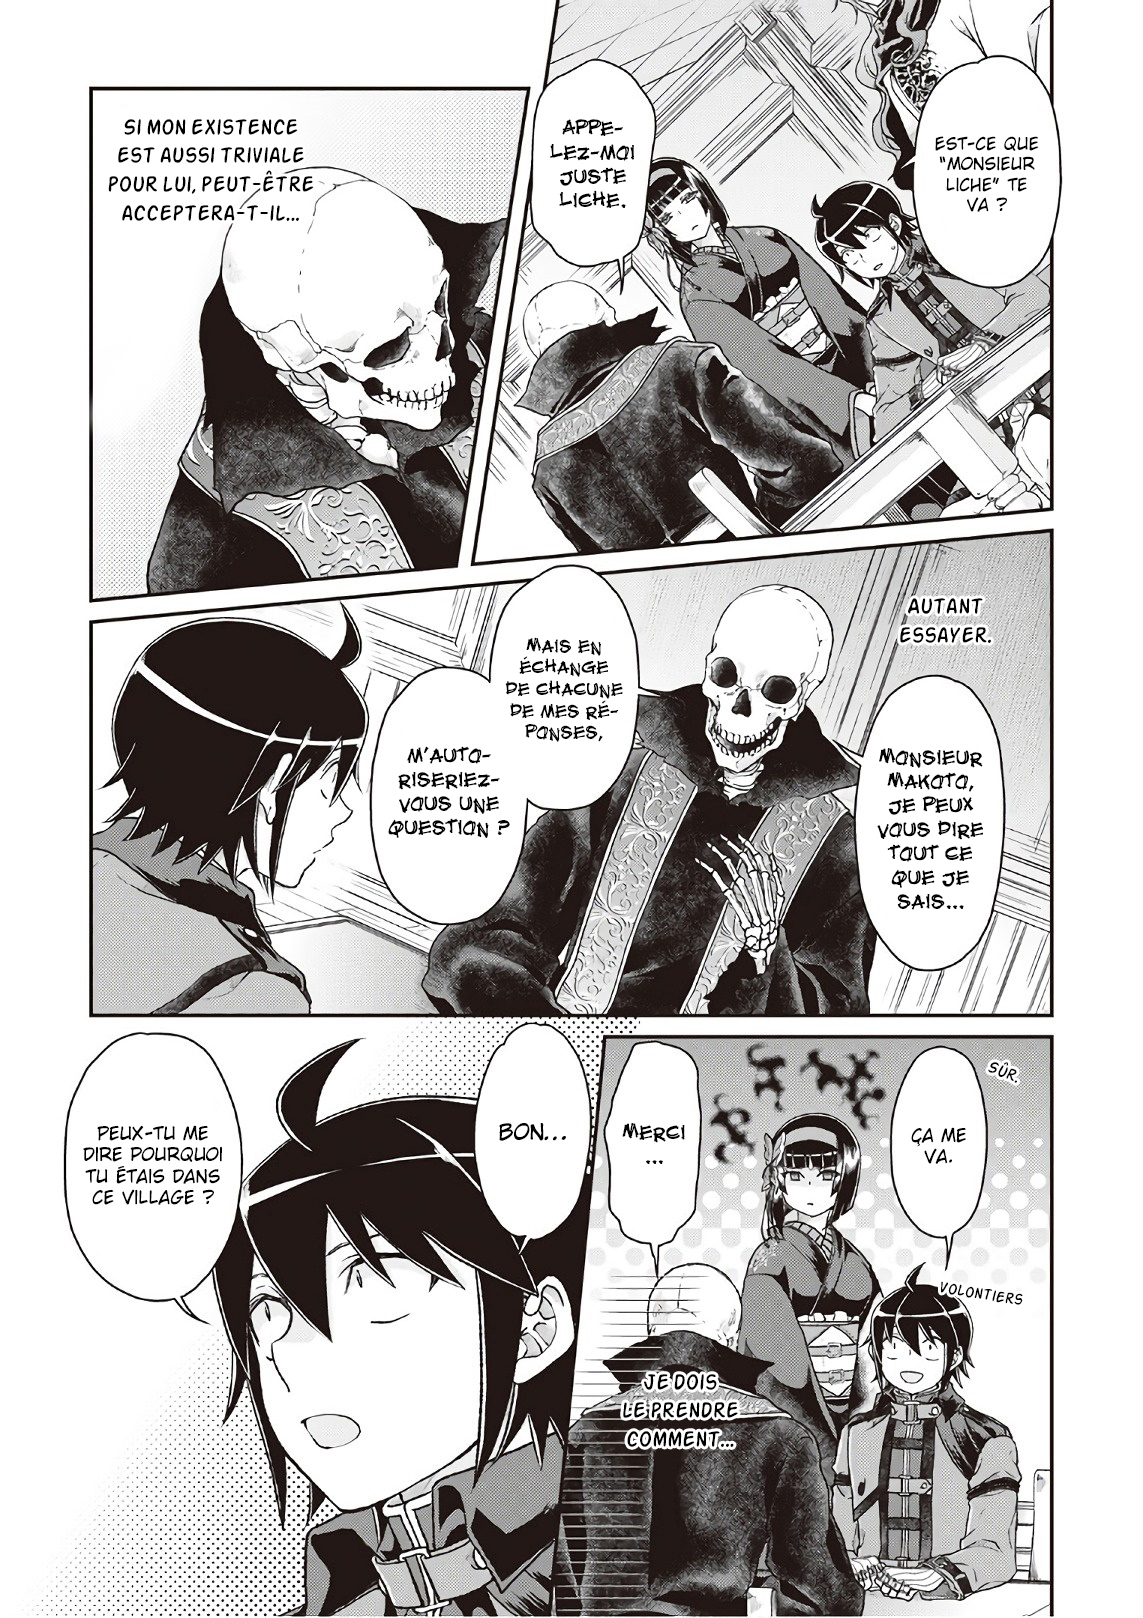 EST-CE QUE
"MONSIEUR
LICHE" TE
VA ?
APPE-
LEZ-MOI
JUSTE
LICHE.
SI MON EXISTENCE
EST AUSSI TRIVIALE
POUR LUI, PEUT-ÊTRE
ACCEPTERA-T-IL...
AUTANT
ESSAYER.
MONSIEUR
MAKOTO,
JE PEUX
VOUS DIRE
TOUT CE
QUE JE
SAIS...
MAIS EN
ÉCHANGE
DE CHACUNE
DE MES RÉ-
PONSES,
M'AUTO-
RISERIEZ-
VOUS UNE
QUESTION ?
SÛR.
ÇA ME
VA.
VOLONTIERS
MERCI
...
JE DOIS
LE PRENDRE
COMMENT...
BON...
PEUX-TU ME
DIRE POURQUOI
TU ÉTAIS DANS
CE VILLAGE ?